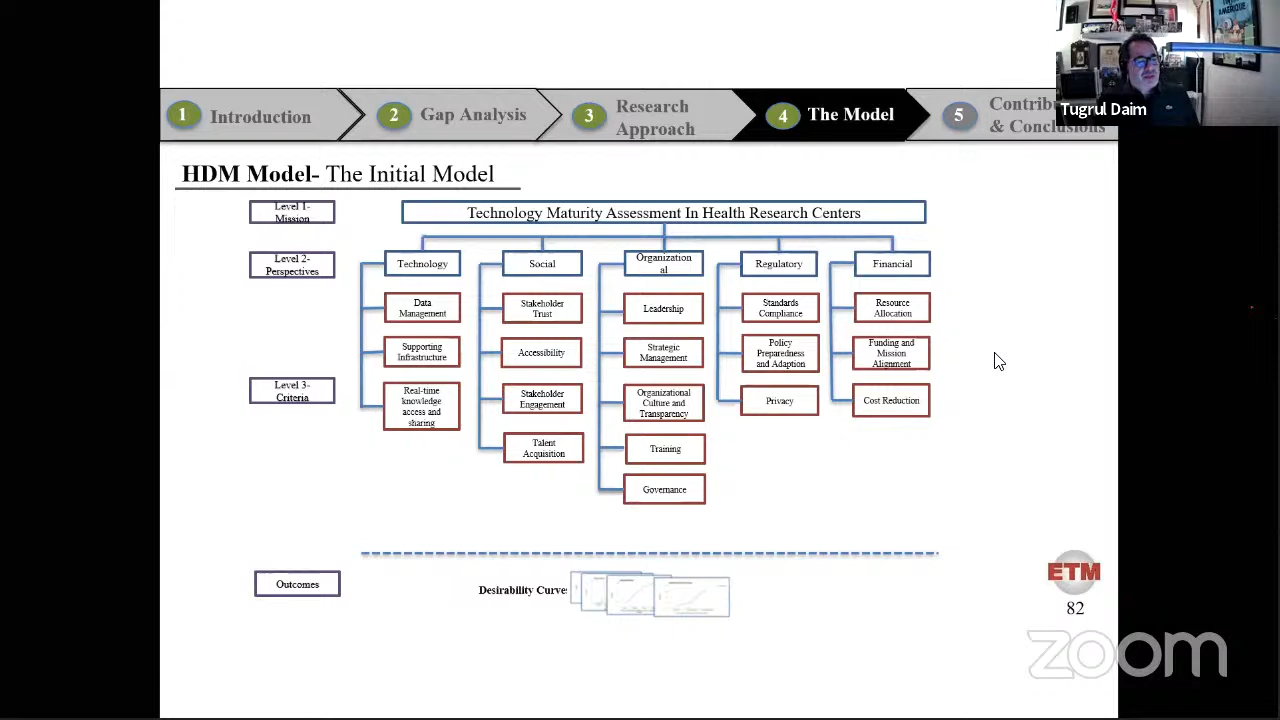 1 Introduction
2 Gap Analysis
3 Research
Approach
4 The Model
5
& Conclusions
Tugrul Daim
HDM Model- The Initial Model
Level 1-
Mission
Technology Maturity Assessment In Health Research Centers
Level 2-
Perspectives
Technology
Social
Organization
al
Regulatory
Financial
Data
Management
Stakeholder
Trust
Leadership
Standards
Compliance
Resource
Allocation
Supporting
Infrastructure
Accessibility
Strategic
Management
Policy
Preparedness
and Adaption
Funding and
Mission
Alignment
Level 3-
Criteria
Real-time
knowledge
access and
sharing
Stakeholder
Engagement
Organizational
Culture and
Transparency
Privacy
Cost Reduction
Talent
Acquisition
Training
Governance
Outcomes
Desirability Curves
ETM
82
zoom